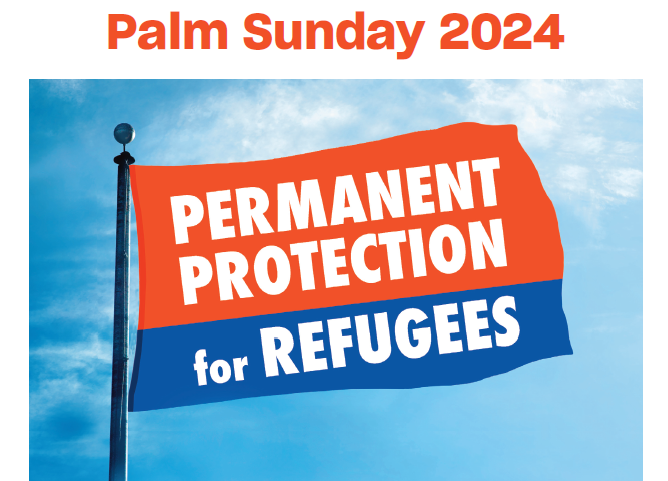 Palm Sunday 2024
PERMANENT
PROTECTION
for REFUGEES